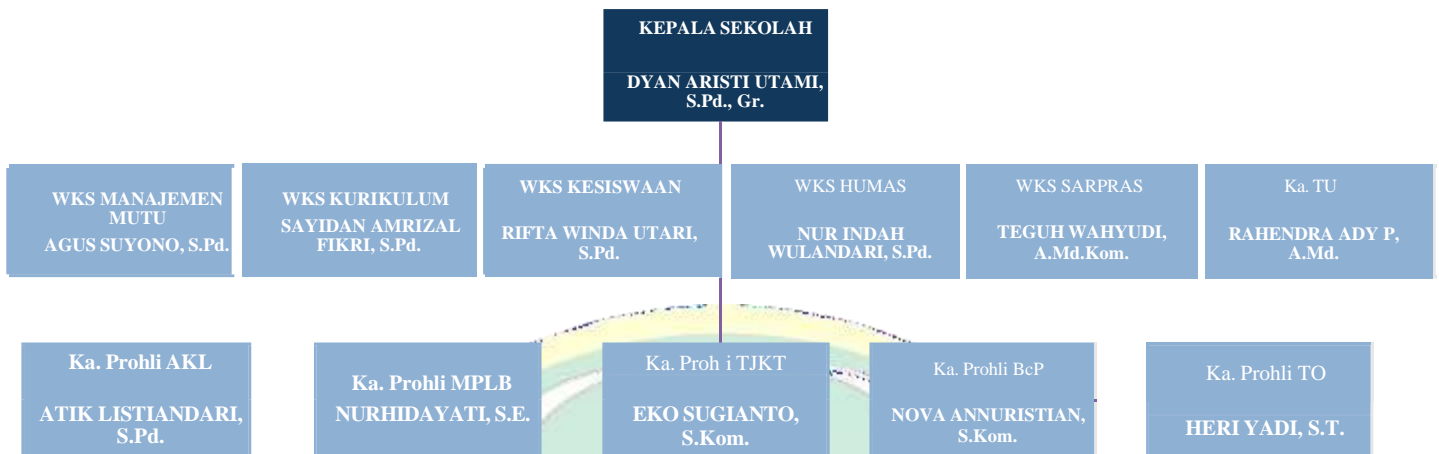 KEPALA SEKOLAH
DYAN ARISTI UTAMI,
S.Pd., Gr.
WKS MANAJEMEN
MUTU
AGUS SUYONO, S.Pd.
WKS KURIKULUM
SAYIDAN AMRIZAL
FIKRI, S.Pd.
WKS KESISWAAN
RIFTA WINDA UTARI,
S.Pd.
WKS HUMAS
NUR INDAH
WULANDARI, S.Pd.
WKS SARPRAS
TEGUH WAHYUDI,
A.Md.Kom.
Ka. TU
RAHENDRA ADY P,
A.Md.
Ka. Prohli AKL
ATIK LISTIANDARI,
S.Pd.
Ka. Prohli MPLB
NURHIDAYATI, S.E.
Ka. Proh i TJKT
EKO SUGIANTO,
S.Kom.
Ka. Prohli BcP
NOVA ANNURISTIAN,
S.Kom.
Ka. Prohli TO
HERI YADI, S.T.